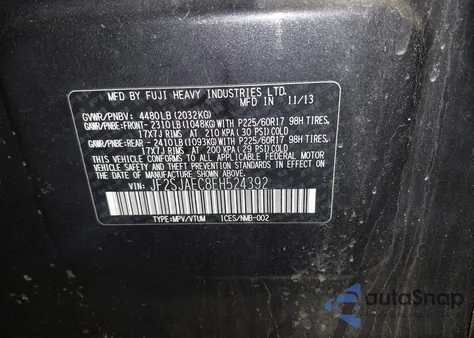 MFD BY FUJI HEAVY INDUSTRIES LTD.
IN 11/13
GVWR/PNBV: 4480LB (2032KG)
GAWR/PNBE: FRONT - 2310LB (1048KG) WITH P225/60R17 98H TIRES,
17X7J RIMS AT 210 KPA (30 PSI) COLD TIRE.
GAWR/PNBE: REAR - 2410LB (1093KG) WITH P225/60R17 98H TIRES,
17X7J RIMS AT 200 KPA (29 PSI) COLD TIRE.
THIS VEHICLE CONFORMS TO ALL APPLICABLE FEDERAL MOTOR
VEHICLE SAFETY, BUMPER AND THEFT PREVENTION STANDARDS IN
EFFECT ON THE DATE OF MANUFACTURE SHOWN ABOVE.
VIN: JF2SJAEC8EH524392
TYPE:MPV/VTUM ICES/NMB-002
autoSnap